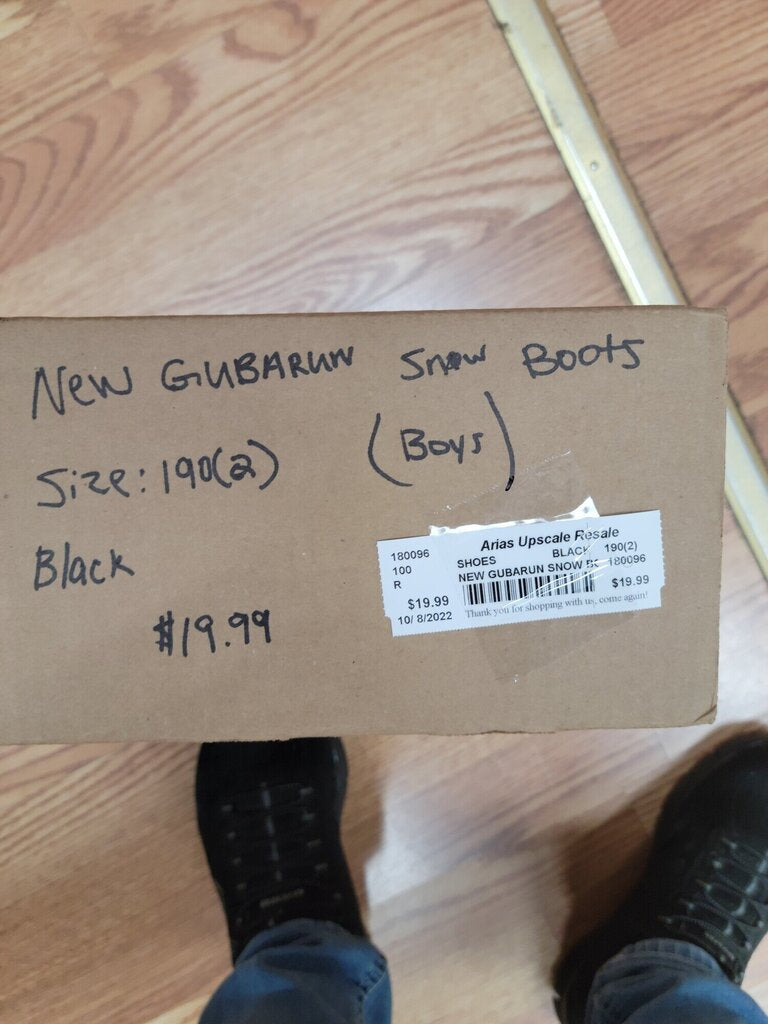 New GUBARUN Snow Boots
Size: 190(2) (Boys)
Black
$19.99
Arias Upscale Resale
180096 SHOES BLACK 190(2)
100 NEW GUBARUN SNOW 180096
R
$19.99 $19.99
10/ 8/2022 Thank you for shopping with us, come again!